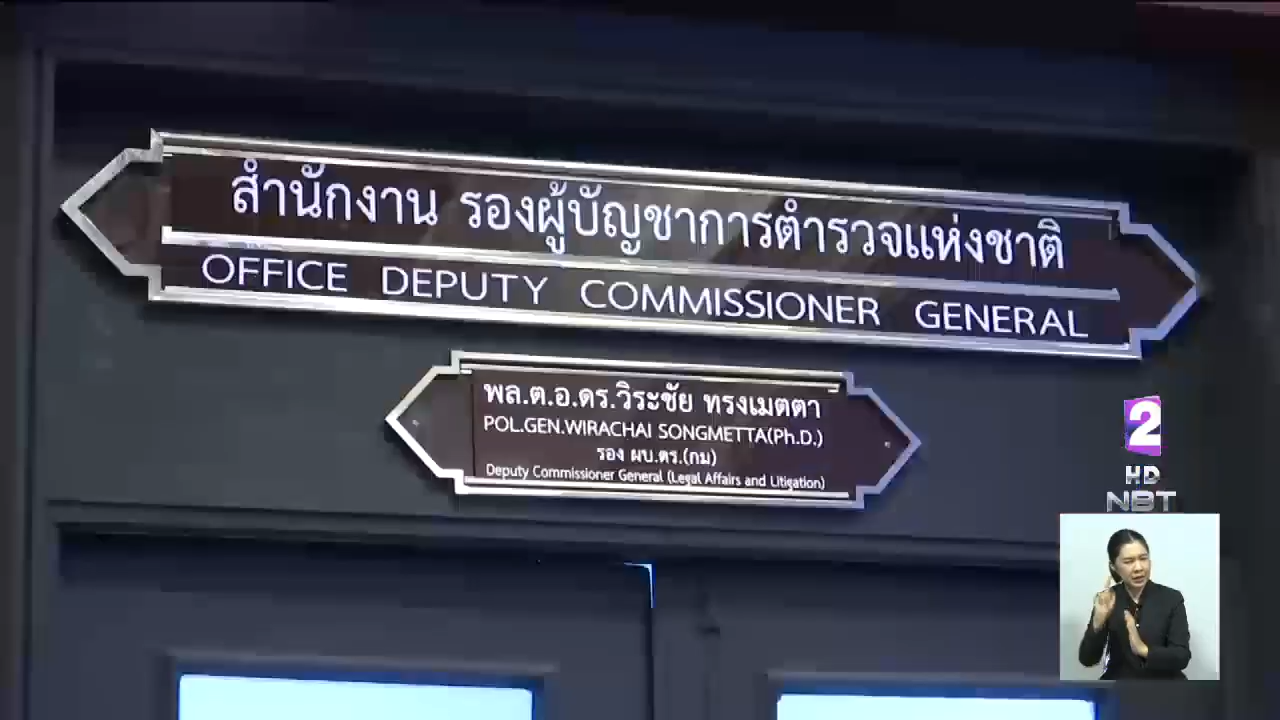 สำนักงาน รองผู้บัญชาการตำรวจแห่งชาติ
OFFICE DEPUTY COMMISSIONER GENERAL
พล.ต.อ.ดร.วิระชัย ทรงเมตตา
POL.GEN.WIRACHAI SONGMETTA(Ph.D.)
รอง ผบ.ตร.(กม)
Deputy Commissioner General (Legal Affairs and Litigation)
2
HD
NBT